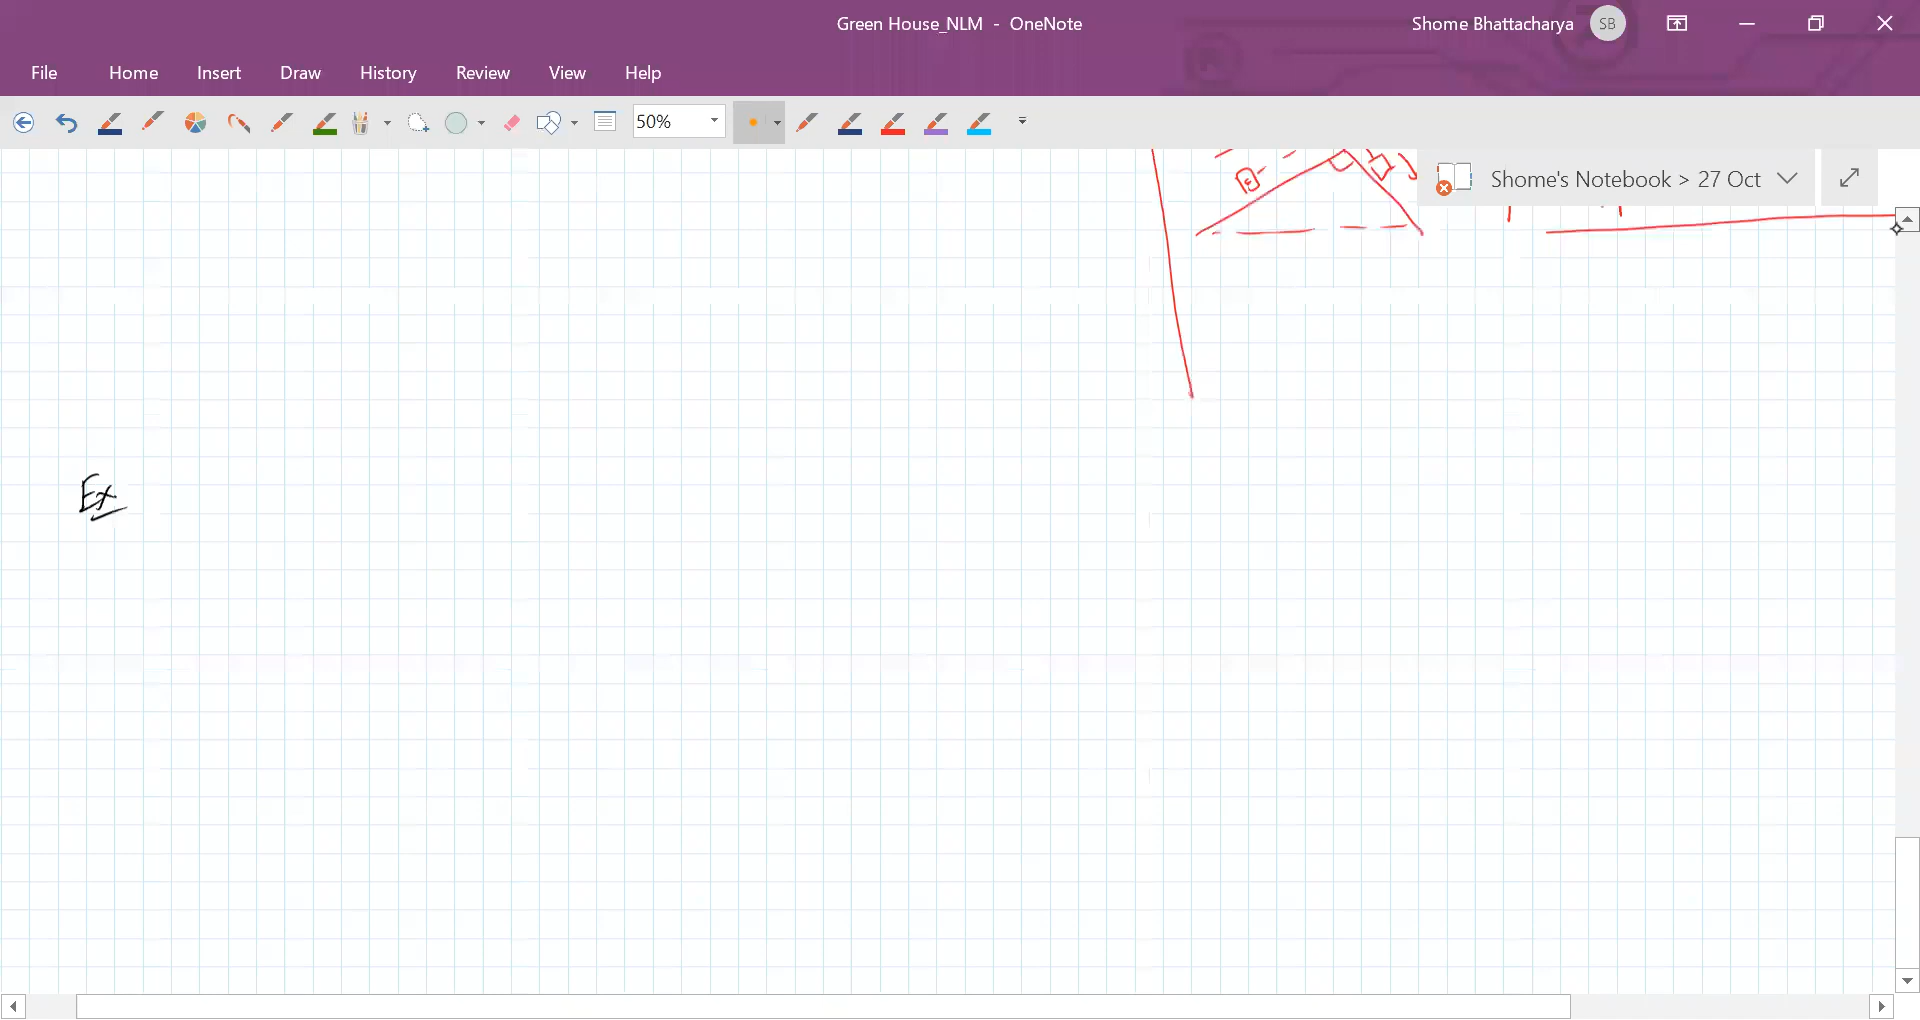 Green House_NLM - OneNote
Shome Bhattacharya SB
File Home Insert Draw History Review View Help
50%
Shome's Notebook > 27 Oct
Ex